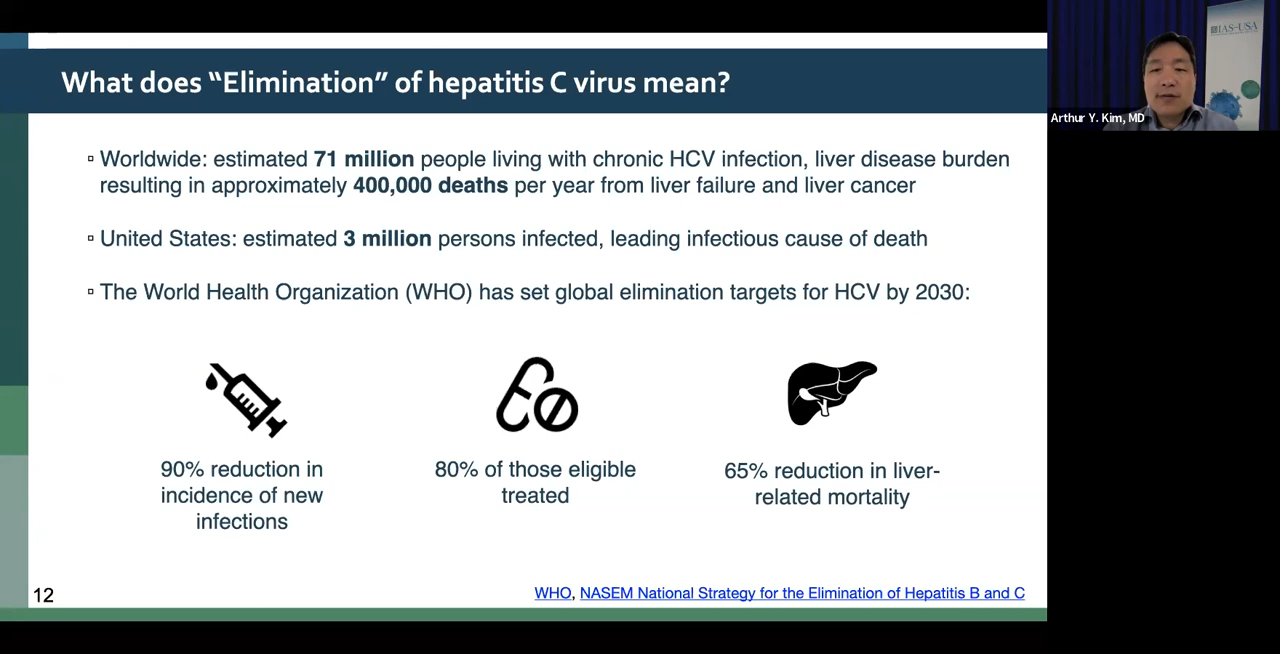 What does “Elimination” of hepatitis C virus mean?
▫ Worldwide: estimated 71 million people living with chronic HCV infection, liver disease burden
resulting in approximately 400,000 deaths per year from liver failure and liver cancer
▫ United States: estimated 3 million persons infected, leading infectious cause of death
▫ The World Health Organization (WHO) has set global elimination targets for HCV by 2030:
90% reduction in
incidence of new
infections
80% of those eligible
treated
65% reduction in liver-
related mortality
12
WHO, NASEM National Strategy for the Elimination of Hepatitis B and C
IAS–USA
Arthur Y. Kim, MD